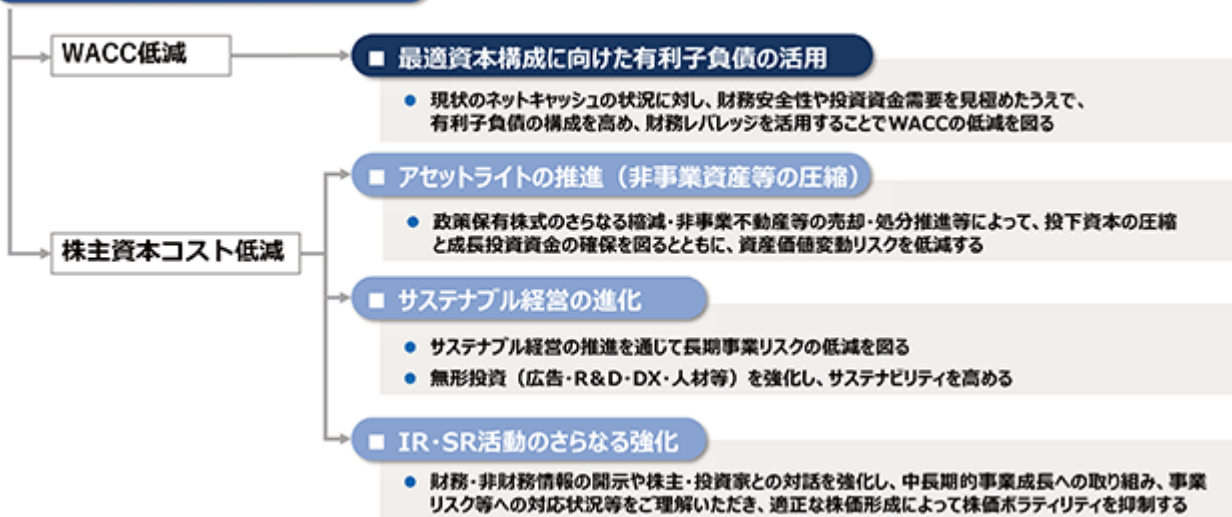 WACC低減
■ 最適資本構成に向けた有利子負債の活用
● 現状のネットキャッシュの状況に対し、財務安全性や投資資金需要を見極めたうえで、
有利子負債の構成を高め、財務レバレッジを活用することでWACCの低減を図る
■ アセットライトの推進（非事業資産等の圧縮）
● 政策保有株式のさらなる縮減・非事業不動産等の売却・処分推進等によって、投下資本の圧縮
と成長投資資金の確保を図るとともに、資産価値変動リスクを低減する
株主資本コスト低減
■ サステナブル経営の進化
● サステナブル経営の推進を通じて長期事業リスクの低減を図る
● 無形投資（広告・R＆D・DX・人材等）を強化し、サステナビリティを高める
■ IR・SR活動のさらなる強化
● 財務・非財務情報の開示や株主・投資家との対話を強化し、中長期的事業成長への取り組み、事業
リスク等への対応状況等をご理解いただき、適正な株価形成によって株価ボラティリティを抑制する